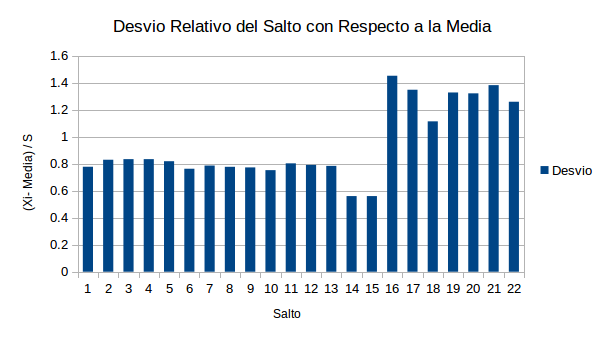 Desvio Relativo del Salto con Respecto a la Media
1.6
1.4
1.2
1
0.8
0.6
0.4
0.2
0
(Xi- Media) / S
1 2 3 4 5 6 7 8 9 10 11 12 13 14 15 16 17 18 19 20 21 22
Salto
Desvio